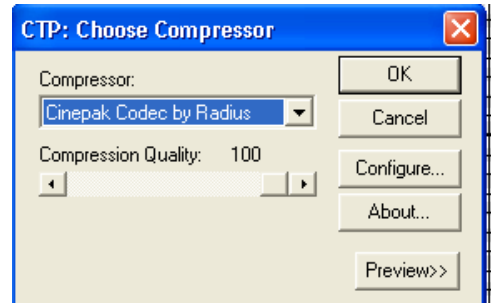 CTP: Choose Compressor
Compressor:
Cinepak Codec by Radius
Compression Quality: 100
OK
Cancel
Configure...
About...
Preview>>